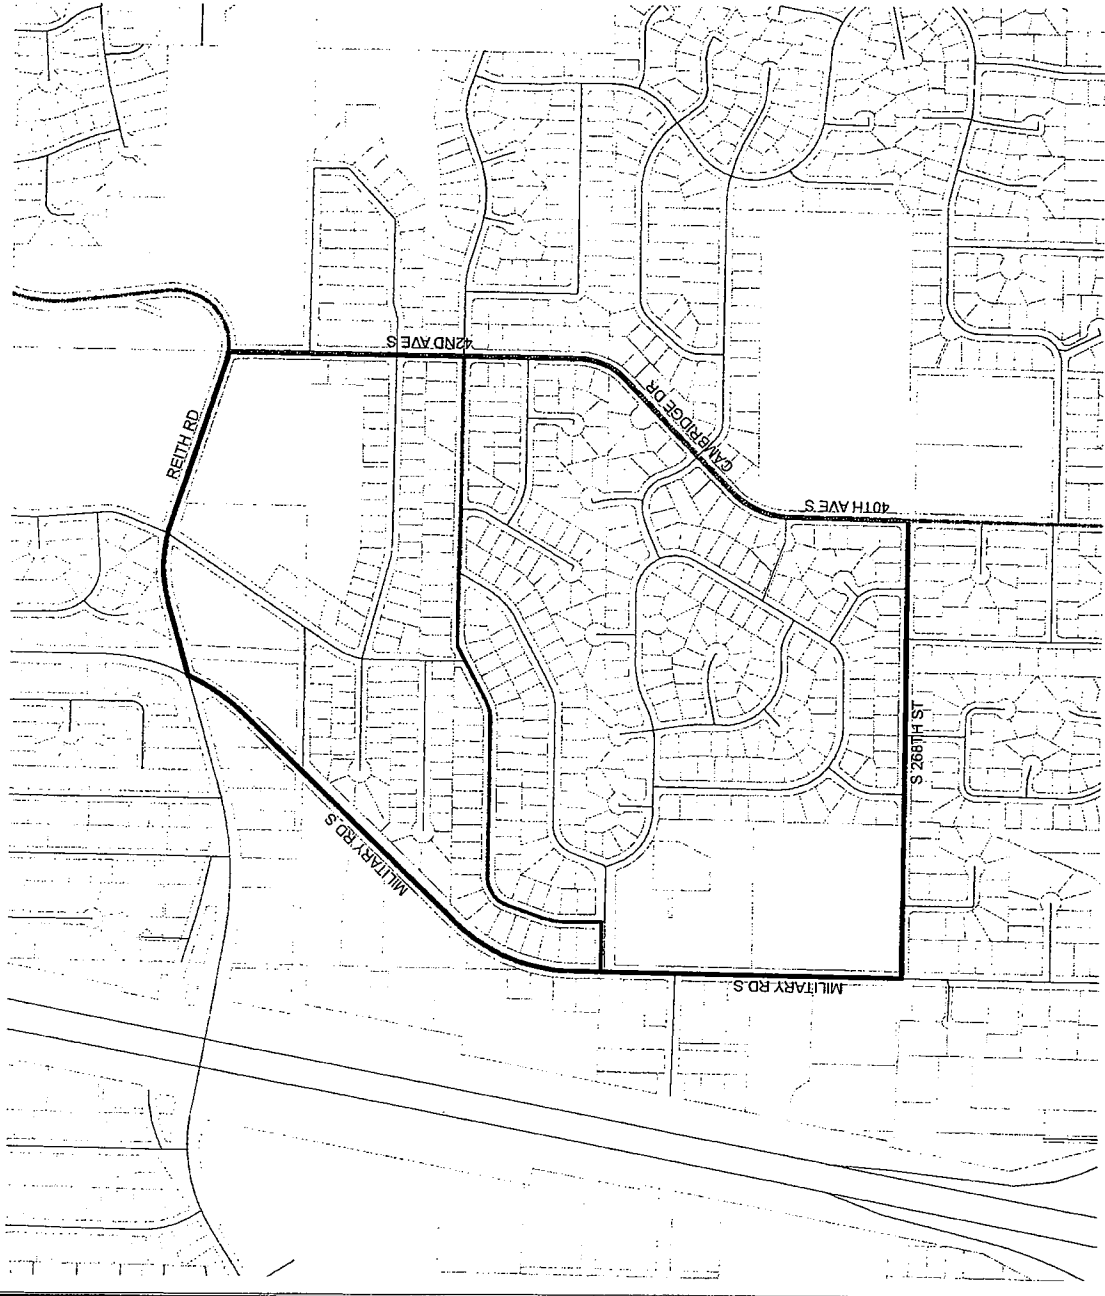 42ND AVE S
REITH RD
CAMBRIDGE DR
40TH AVE S
S 268TH ST
MILITARY RD S
MILITARY RD S